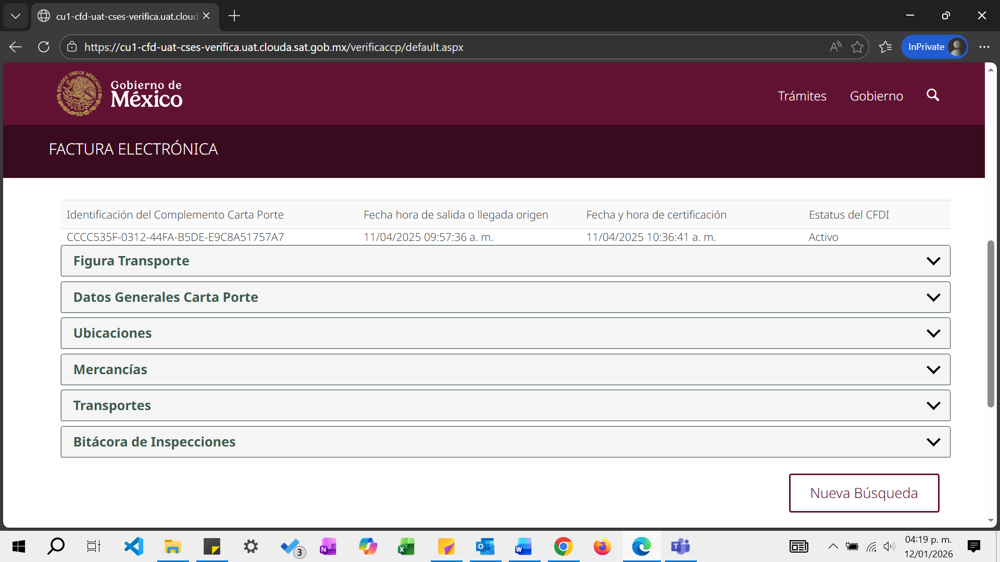 cu1-cfd-uat-cses-verifica.uat.cloud
https://cu1-cfd-uat-cses-verifica.uat.clouda.sat.gob.mx/verificaccp/default.aspx
InPrivate
ESTADOS UNIDOS MEXICANOS
Gobierno de
México
Trámites
Gobierno
FACTURA ELECTRÓNICA
Identificación del Complemento Carta Porte
Fecha hora de salida o llegada origen
Fecha y hora de certificación
Estatus del CFDI
CCCC535F-0312-44FA-B5DE-E9C8A51757A7
11/04/2025 09:57:36 a. m.
11/04/2025 10:36:41 a. m.
Activo
Figura Transporte
Datos Generales Carta Porte
Ubicaciones
Mercancías
Transportes
Bitácora de Inspecciones
Nueva Búsqueda
3
04:19 p. m.
12/01/2026